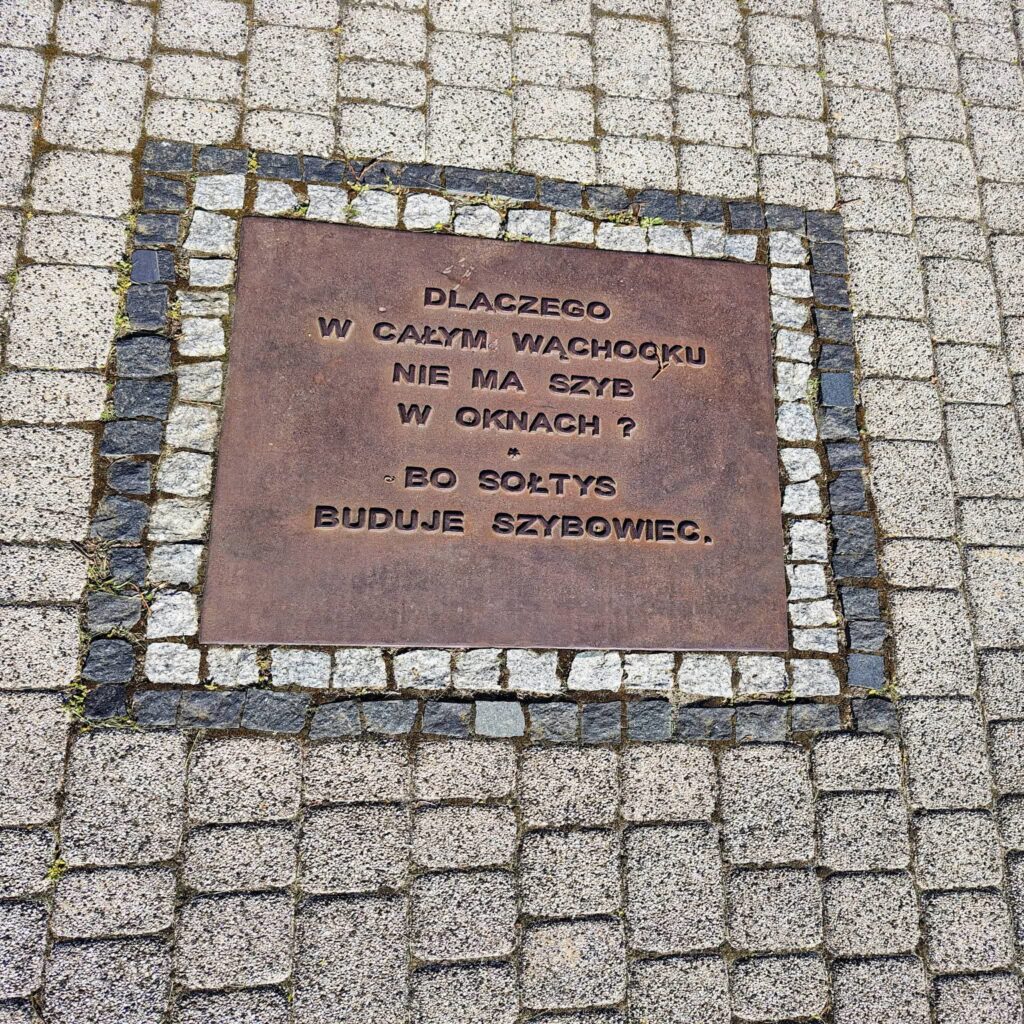 DLACZEGO
W CAŁYM WĄCHOCKU
NIE MA SZYB
W OKNACH ?
*
- BO SOŁTYS
BUDUJE SZYBOWIEC.